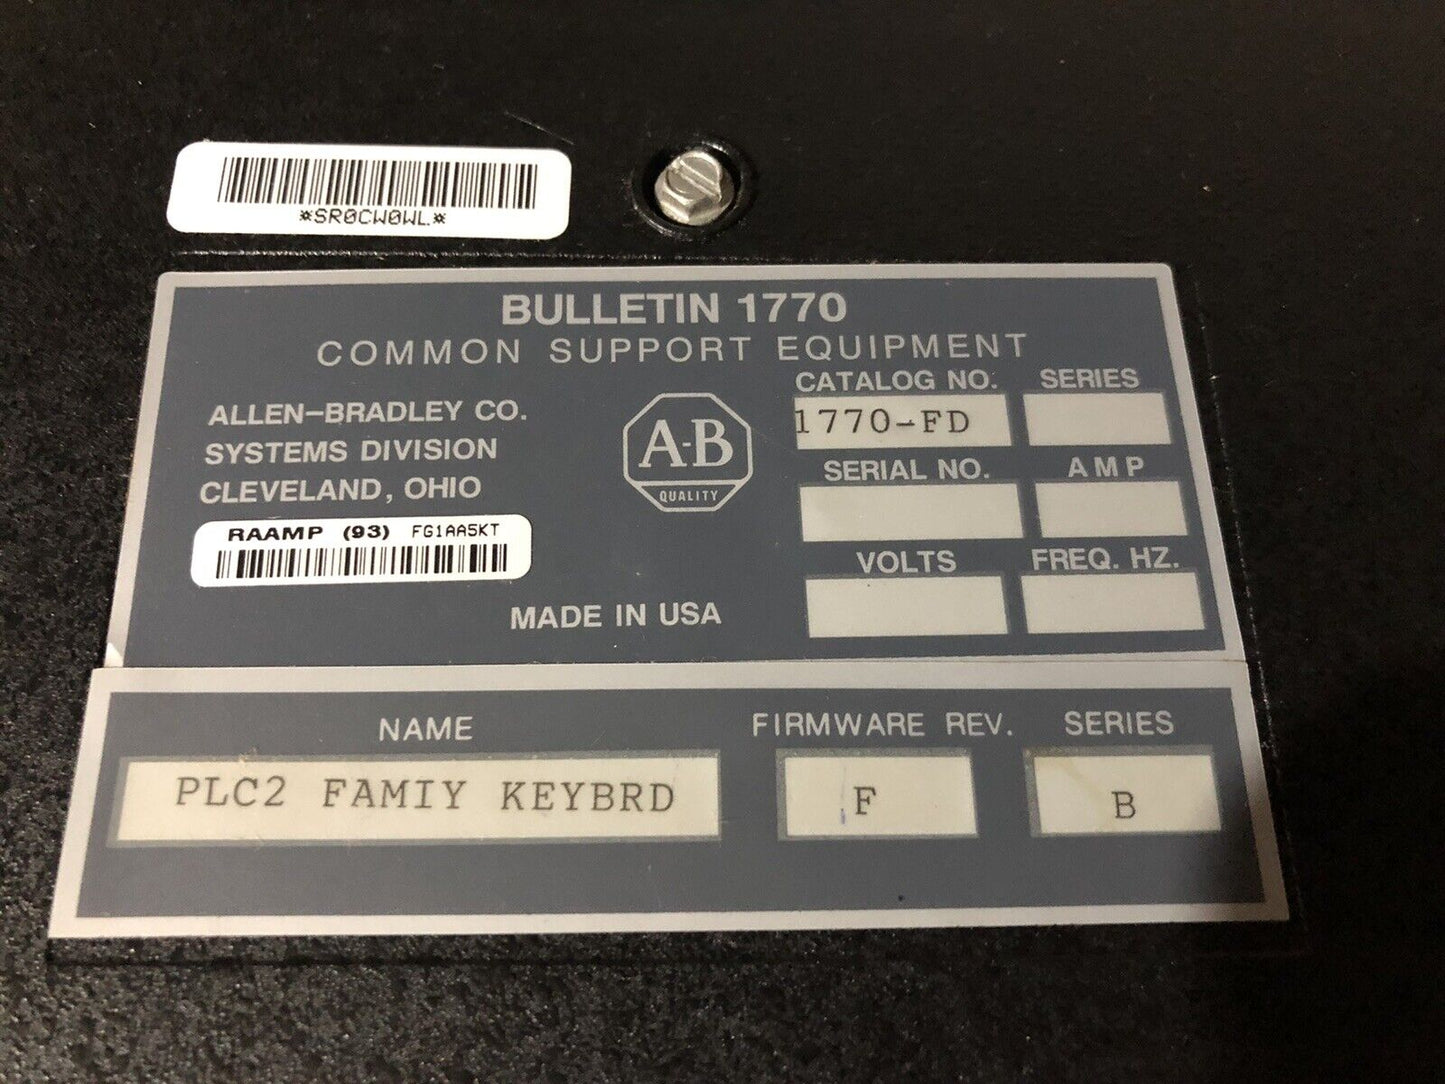 *SR0CW0WL*
BULLETIN 1770
COMMON SUPPORT EQUIPMENT
ALLEN-BRADLEY CO.
SYSTEMS DIVISION
CLEVELAND, OHIO
RAAMP (93) FG1AA5KT
A-B
QUALITY
MADE IN USA
CATALOG NO. SERIES
1770-FD
SERIAL NO. AMP
VOLTS FREQ. HZ.
NAME FIRMWARE REV. SERIES
PLC2 FAMIY KEYBRD F B